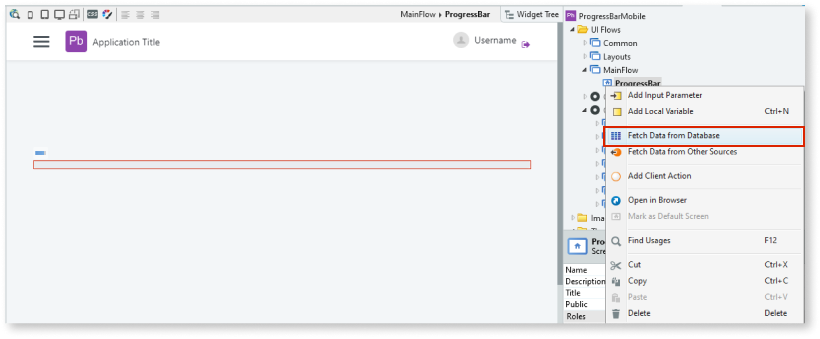 CSS
MainFlow ▸ ProgressBar
Widget Tree
Pb
Application Title
Username
Pb ProgressBarMobile
UI Flows
Common
Layouts
MainFlow
ProgressBar
Add Input Parameter
Add Local Variable Ctrl+N
Fetch Data from Database
Fetch Data from Other Sources
Add Client Action
Open in Browser
Mark as Default Screen
Find Usages F12
Cut Ctrl+X
Copy Ctrl+C
Paste Ctrl+V
Delete Delete
Ima
Pro
Scre
Name
Description
Title
Public
Roles